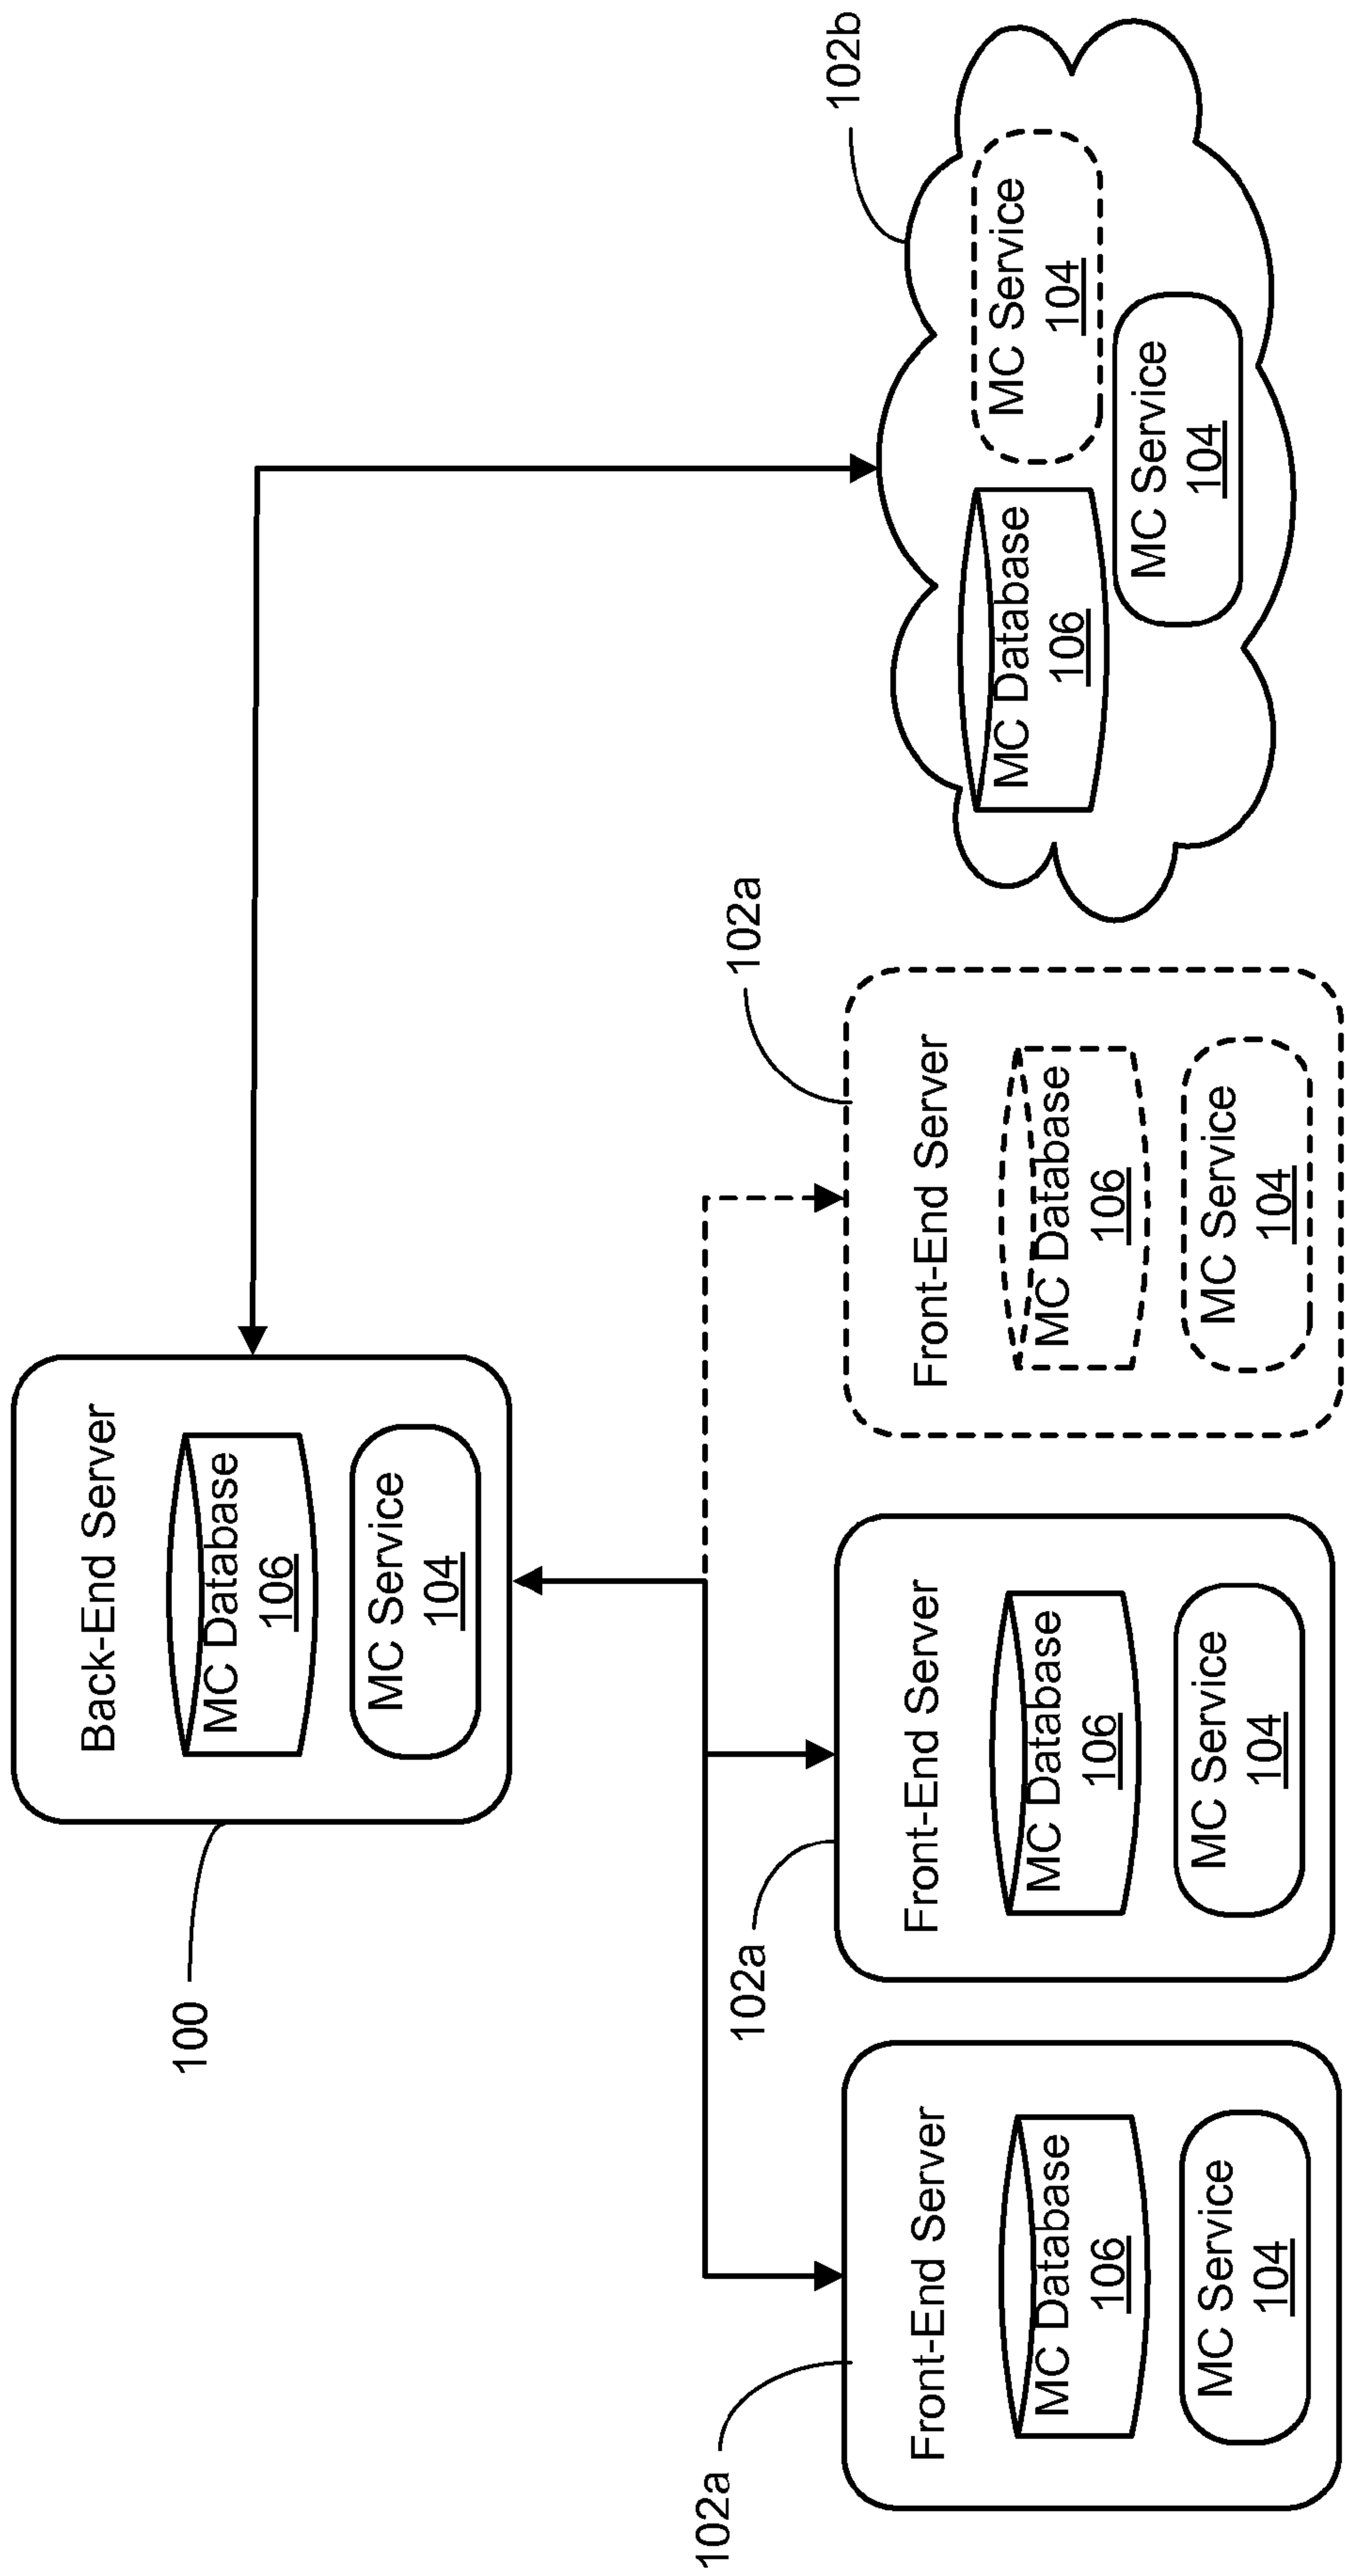 100
Back-End Server
MC Database
106
MC Service
104
102a
Front-End Server
MC Database
106
MC Service
104
102a
Front-End Server
MC Database
106
MC Service
104
102a
Front-End Server
MC Database
106
MC Service
104
102b
MC Database
106
MC Service
104
MC Service
104